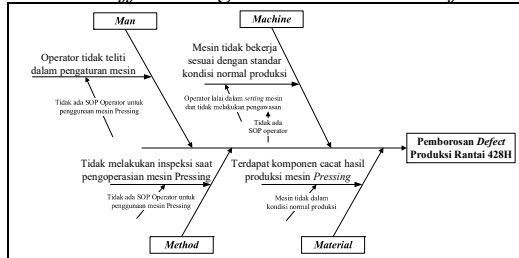 Man
Machine
Operator tidak teliti
dalam pengaturan mesin
Tidak ada SOP Operator untuk
penggunaan mesin Pressing
Mesin tidak bekerja
sesuai dengan standar
kondisi normal produksi
Operator lalai dalam setting mesin
dan tidak melakukan pengawasan
Tidak ada
SOP operator
Pemborosan Defect
Produksi Rantai 428H
Tidak melakukan inspeksi saat
pengoperasian mesin Pressing
Tidak ada SOP Operator untuk
penggunaan mesin Pressing
Terdapat komponen cacat hasil
produksi mesin Pressing
Mesin tidak dalam
kondisi normal produksi
Method
Material